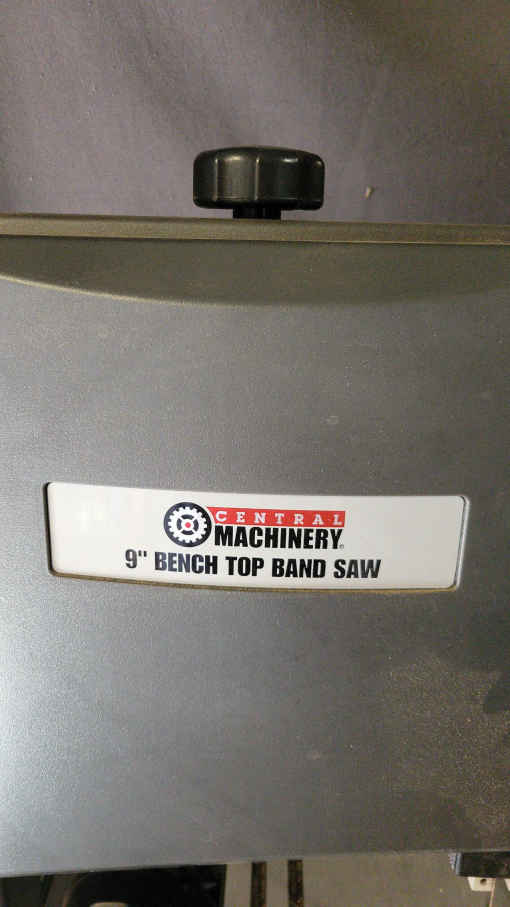 CENTRAL
MACHINERY®
9" BENCH TOP BAND SAW